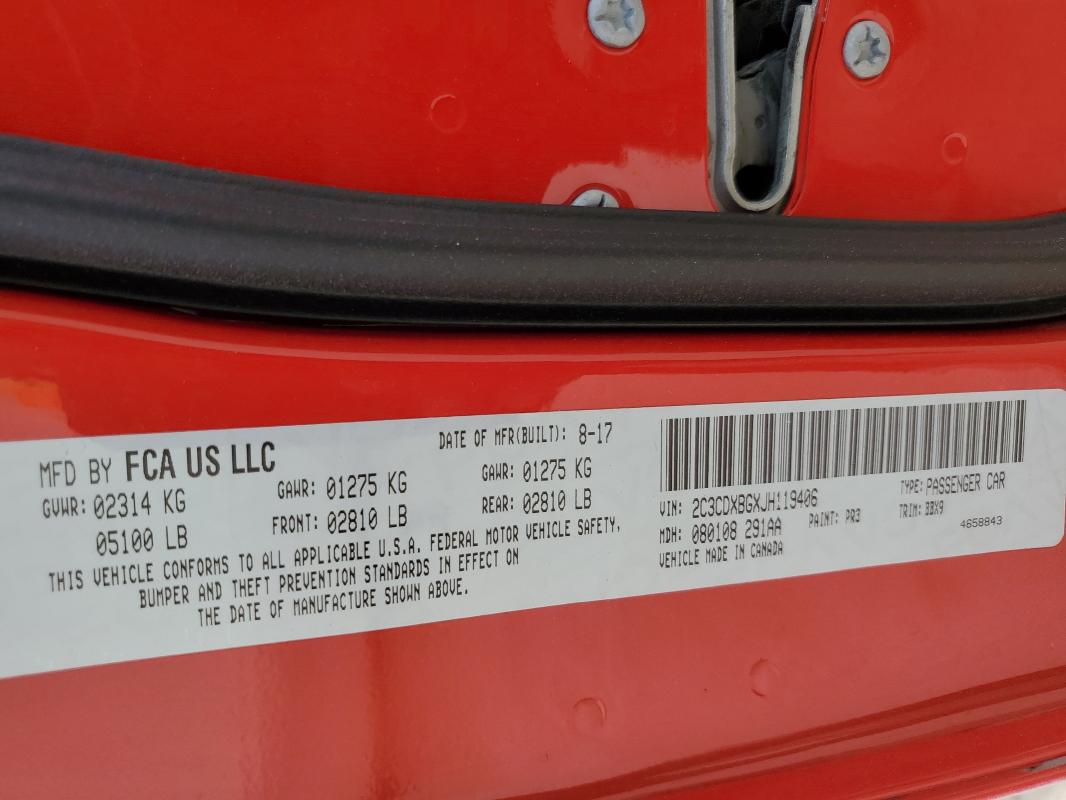 MFD BY FCA US LLC
DATE OF MFR(BUILT): 8-17
GVWR: 02314 KG
05100 LB
GAWR: 01275 KG
FRONT: 02810 LB
GAWR: 01275 KG
REAR: 02810 LB
THIS VEHICLE CONFORMS TO ALL APPLICABLE U.S.A. FEDERAL MOTOR VEHICLE SAFETY,
BUMPER AND THEFT PREVENTION STANDARDS IN EFFECT ON
THE DATE OF MANUFACTURE SHOWN ABOVE.
VIN: 2C3CDXBGXJH119406
TYPE: PASSENGER CAR
MDH: 080108 291AA
PAINT: PR3
TRIM: BBX9
VEHICLE MADE IN CANADA
4658843